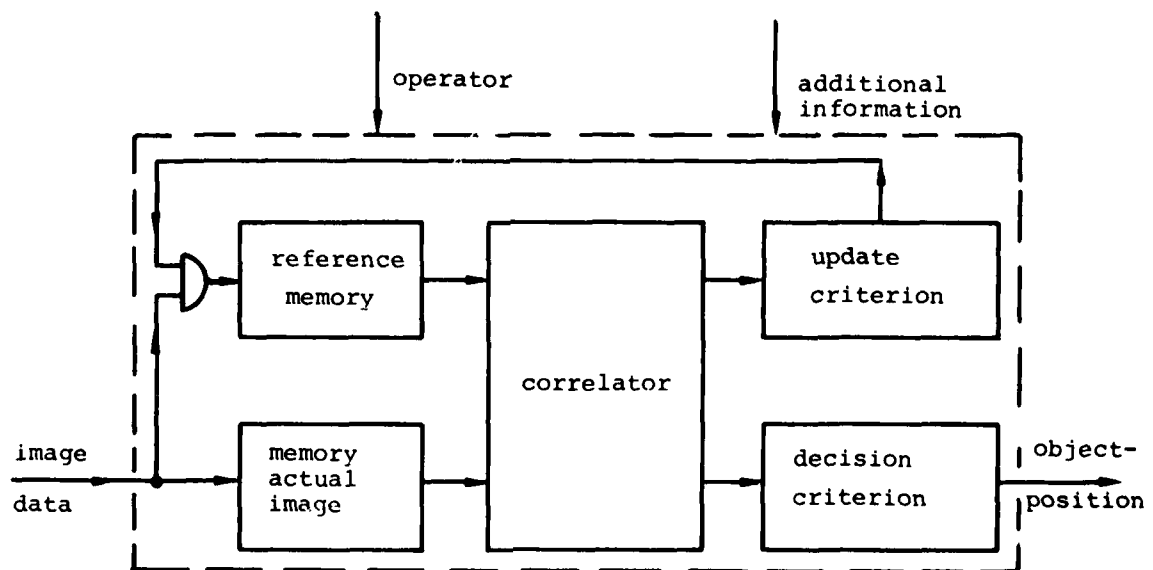 operator
additional
information
reference
memory
update
criterion
correlator
image
data
memory
actual
image
decision
criterion
object-
position